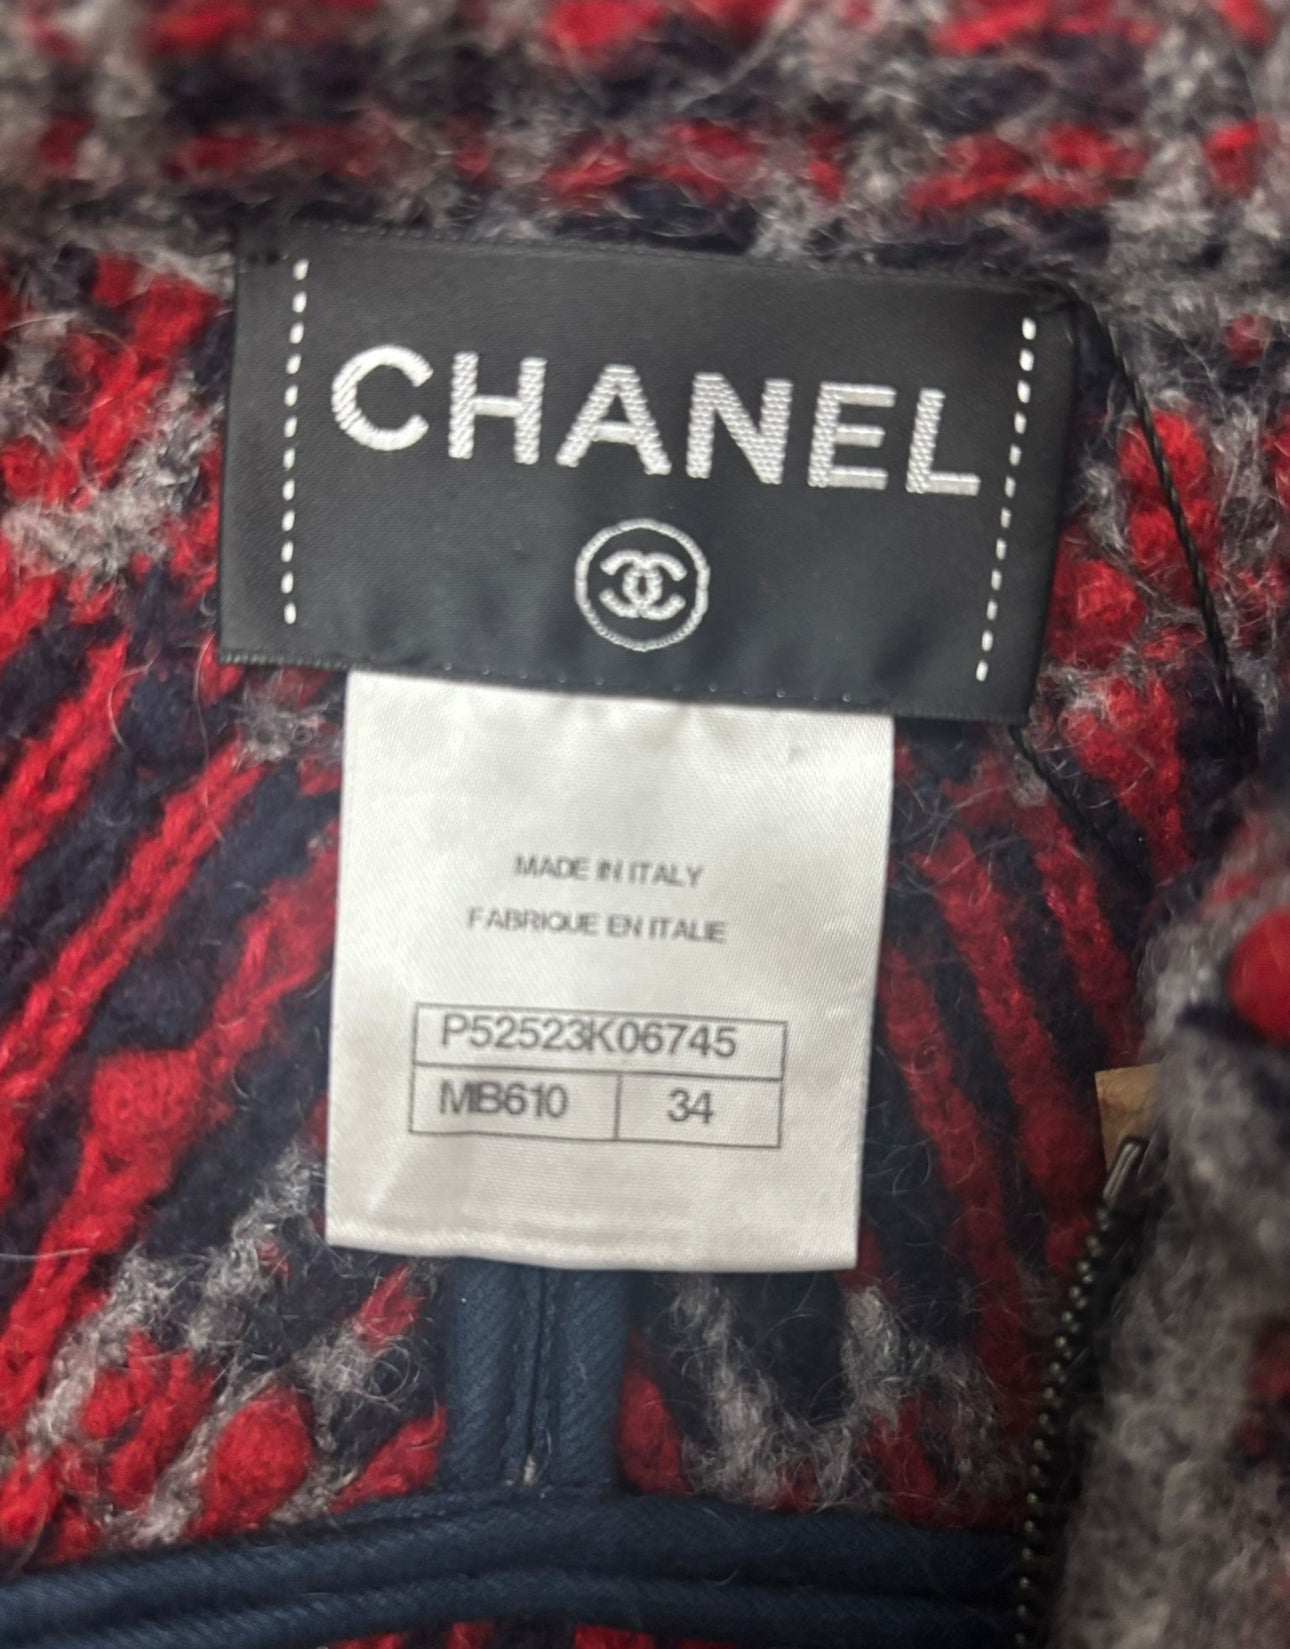 CHANEL
MADE IN ITALY
FABRIQUE EN ITALIE
P52523K06745
MB610 34